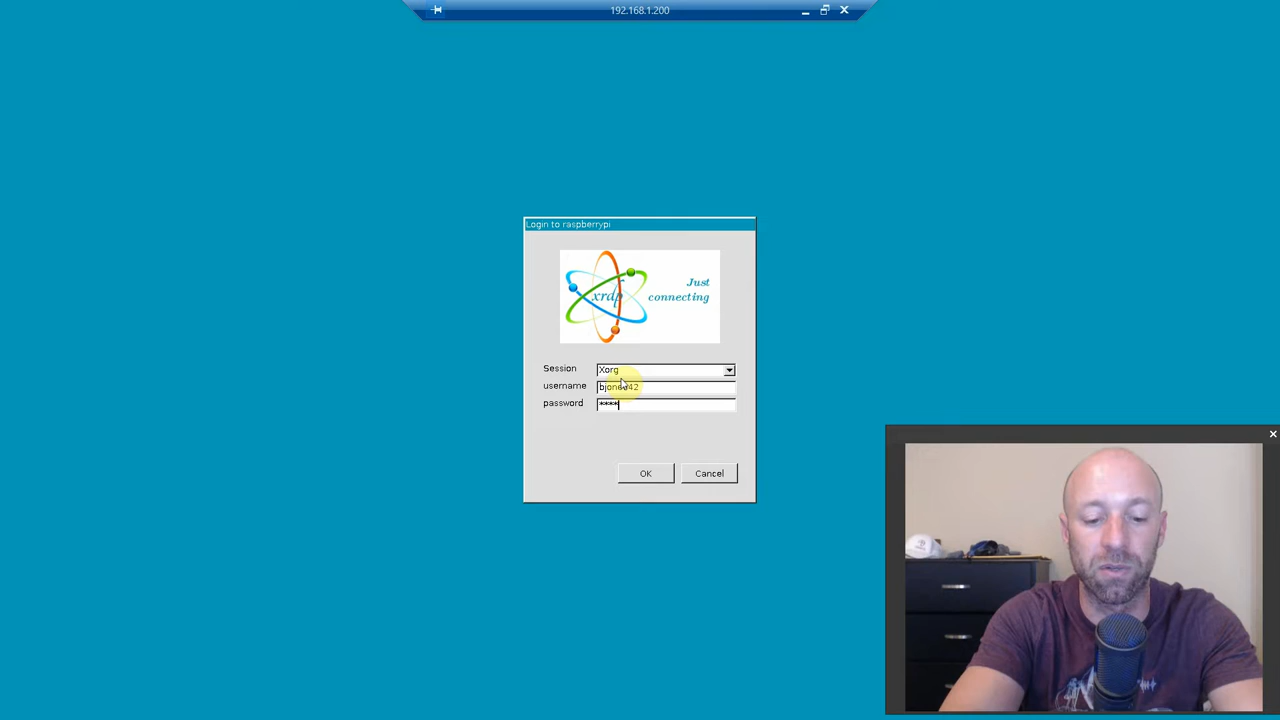 192.168.1.200
Login to raspberrypi
Just
connecting
xrdp
Session
Xorg
username
password
****
OK
Cancel